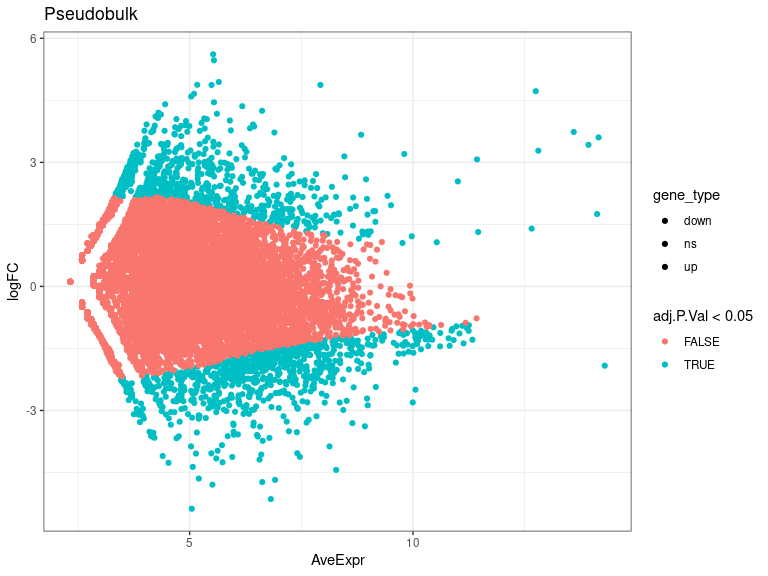 Pseudobulk
6
3
0
-3
logFC
5
10
AveExpr
gene_type
down
ns
up
adj.P.Val < 0.05
FALSE
TRUE